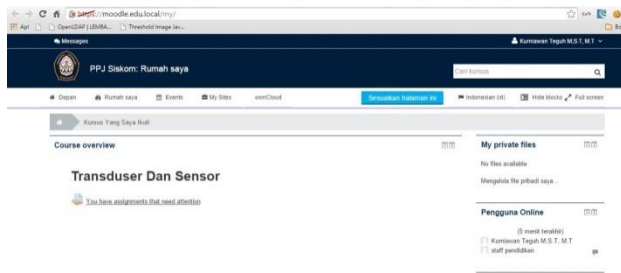 https://moodle.edu.local/my/
Apl
OpenLDAP | LEMBA...
Threshold Image Jav...
Messages
Kurniawan Teguh M,S.T, M.T
PPJ Siskom: Rumah saya
Cari kursus
Depan
Rumah saya
Events
My Sites
ownCloud
Sesuaikan halaman ini
Indonesian (id)
Hide blocks
Full screen
Kursus Yang Saya Ikuti
Course overview
Transduser Dan Sensor
You have assignments that need attention
My private files
No files available
Mengelola file pribadi saya...
Pengguna Online
(5 menit terakhir)
Kurniawan Teguh M,S.T, M.T
staff pendidikan